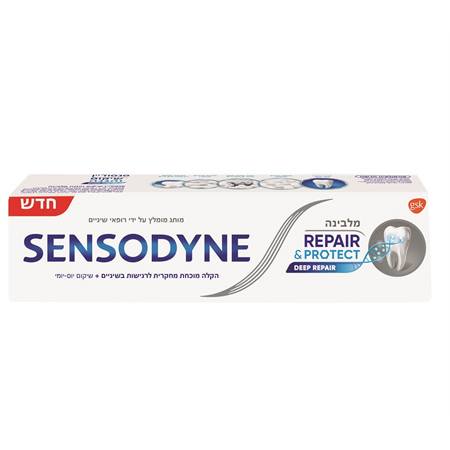 חדש
מותג מומלץ על ידי רופאי שיניים
SENSODYNE
הקלה מוכחת מחקרית לרגישות בשיניים + שיקום יום-יומי
מלבינה
REPAIR
& PROTECT
DEEP REPAIR
gsk